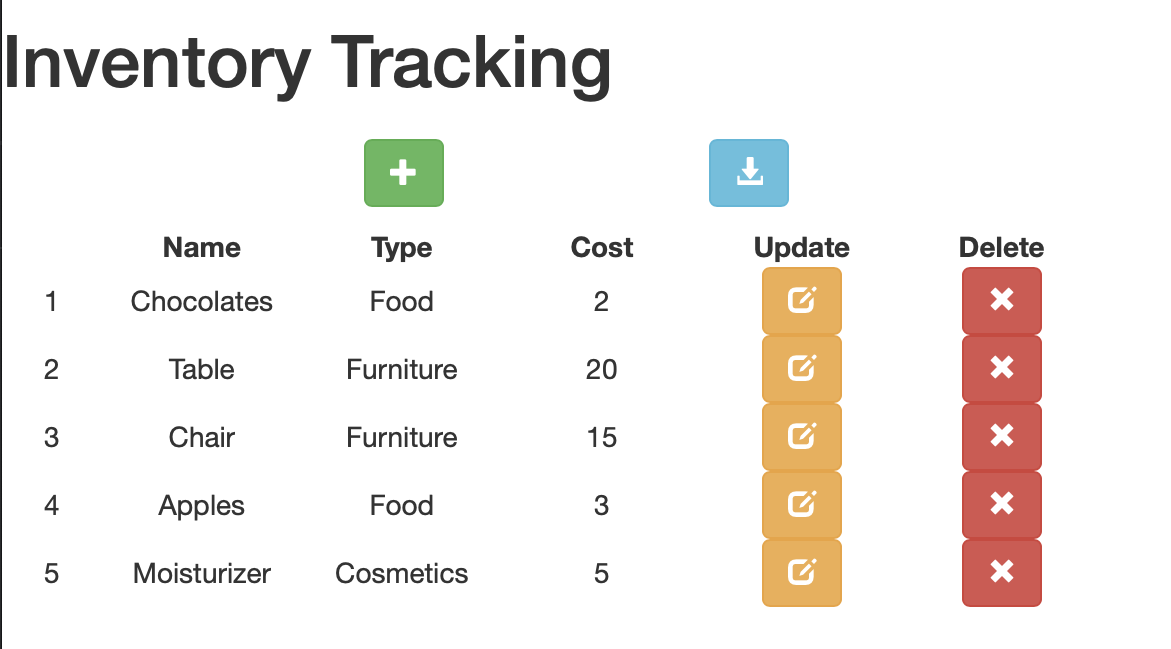 Inventory Tracking
Name Type Cost Update Delete
1 Chocolates Food 2
2 Table Furniture 20
3 Chair Furniture 15
4 Apples Food 3
5 Moisturizer Cosmetics 5